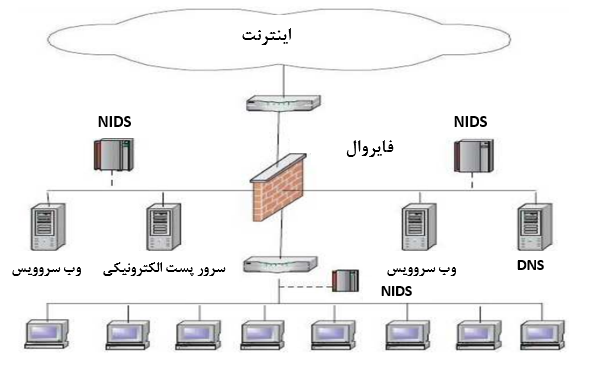 اینترنت
NIDS
NIDS
فایروال
وب سروویس
سرور پست الکترونیکی
وب سروویس
DNS
NIDS